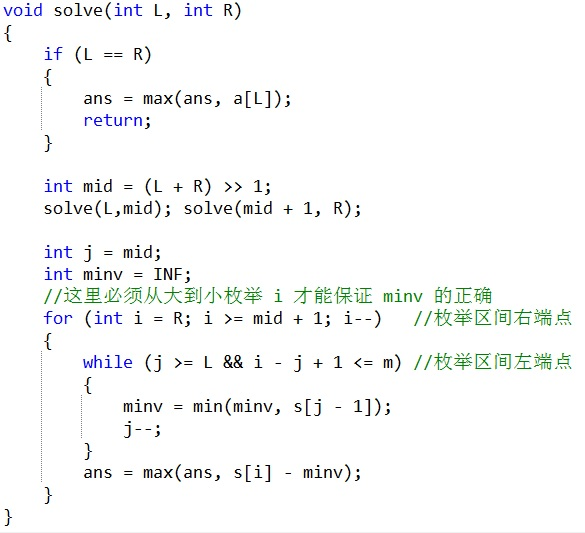 void solve(int L, int R)
{
    if (L == R)
    {
        ans = max(ans, a[L]);
        return;
    }

    int mid = (L + R) >> 1;
    solve(L,mid); solve(mid + 1, R);

    int j = mid;
    int minv = INF;
    //这里必须从大到小枚举 i 才能保证 minv 的正确
    for (int i = R; i >= mid + 1; i--)   //枚举区间右端点
    {
        while (j >= L && i - j + 1 <= m) //枚举区间左端点
        {
            minv = min(minv, s[j - 1]);
            j--;
        }
        ans = max(ans, s[i] - minv);
    }
}